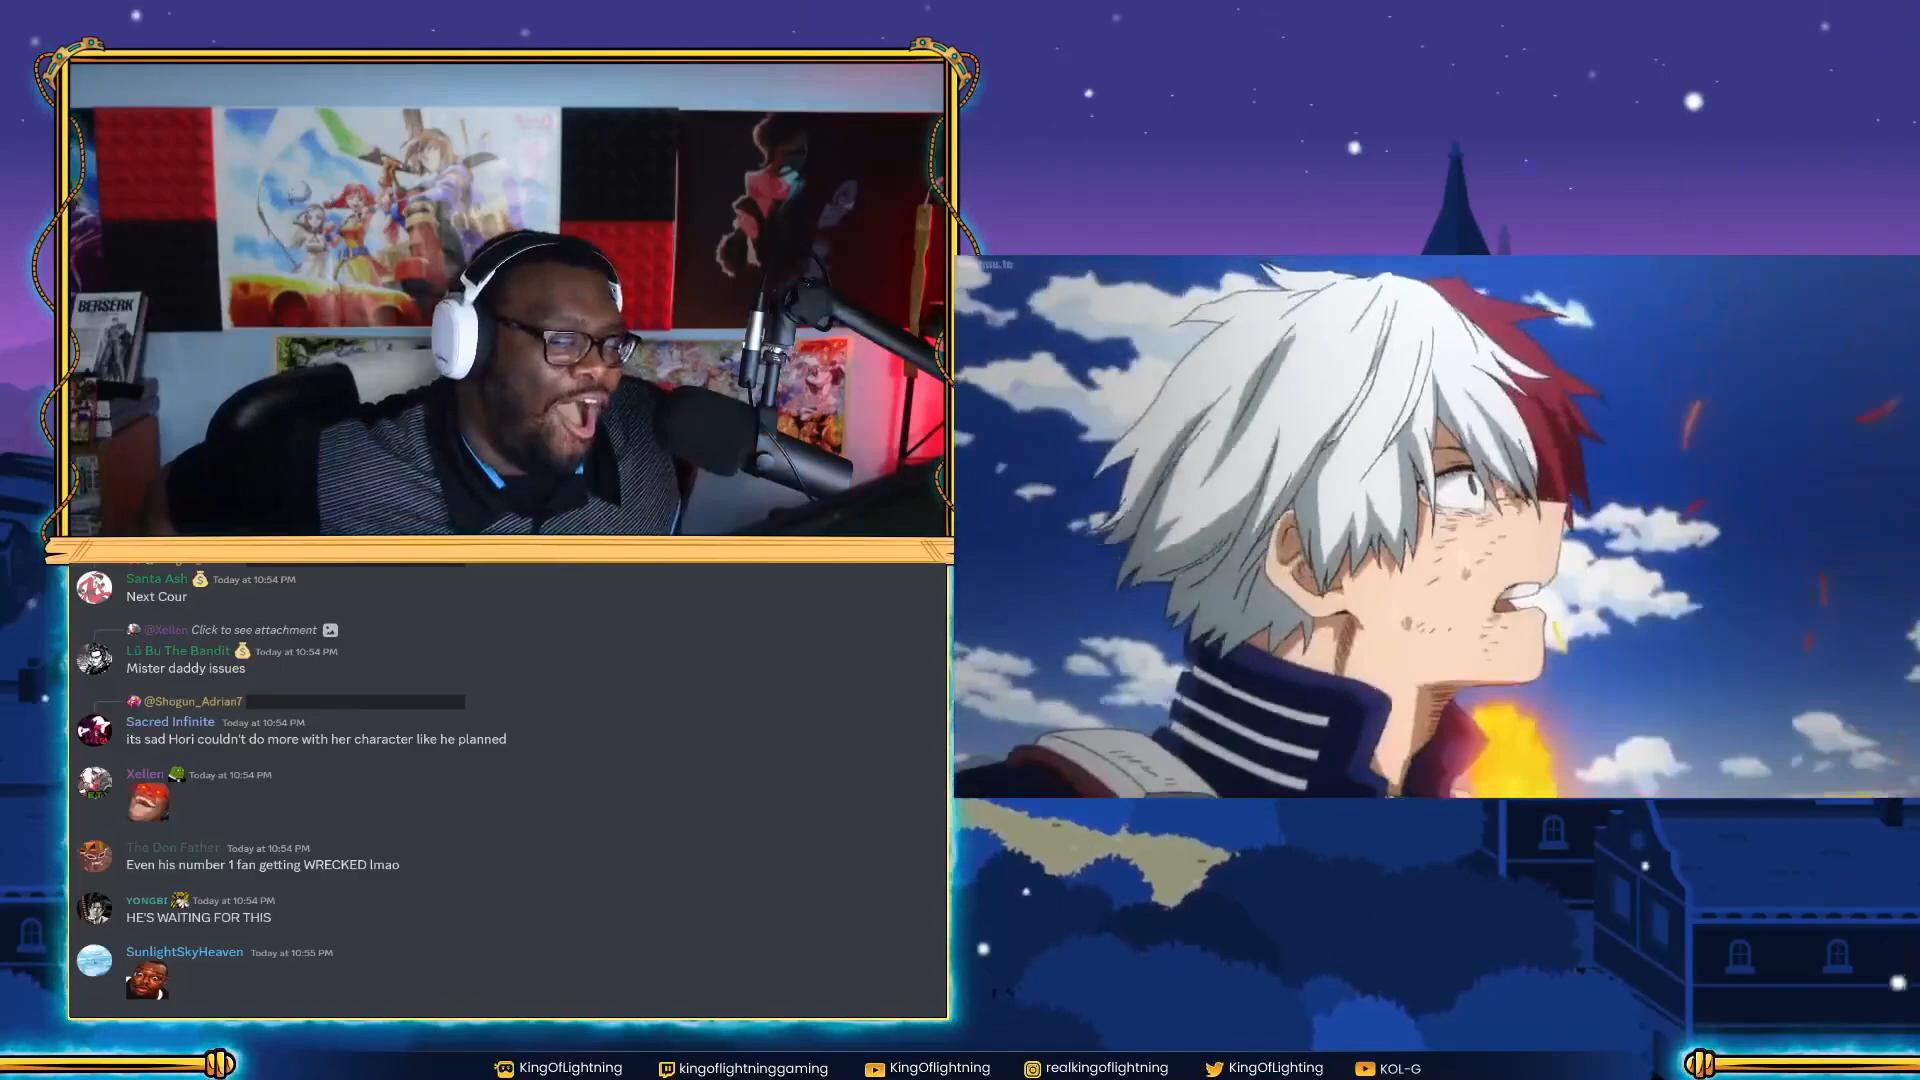 BERSERK
Santa Ash Today at 10:54 PM
Next Cour
@Xellen Click to see attachment
Lü Bu The Bandit Today at 10:54 PM
Mister daddy issues
@Shogun_Adrian7
Sacred Infinite Today at 10:54 PM
its sad Hori couldn't do more with her character like he planned
Xellen Today at 10:54 PM
The Don Father Today at 10:54 PM
Even his number 1 fan getting WRECKED lmao
YONGBI Today at 10:54 PM
HE'S WAITING FOR THIS
SunlightSkyHeaven Today at 10:55 PM
KingOfLightning kingoflightninggaming KingOflightning realkingoflightning KingOfLighting KOL-G